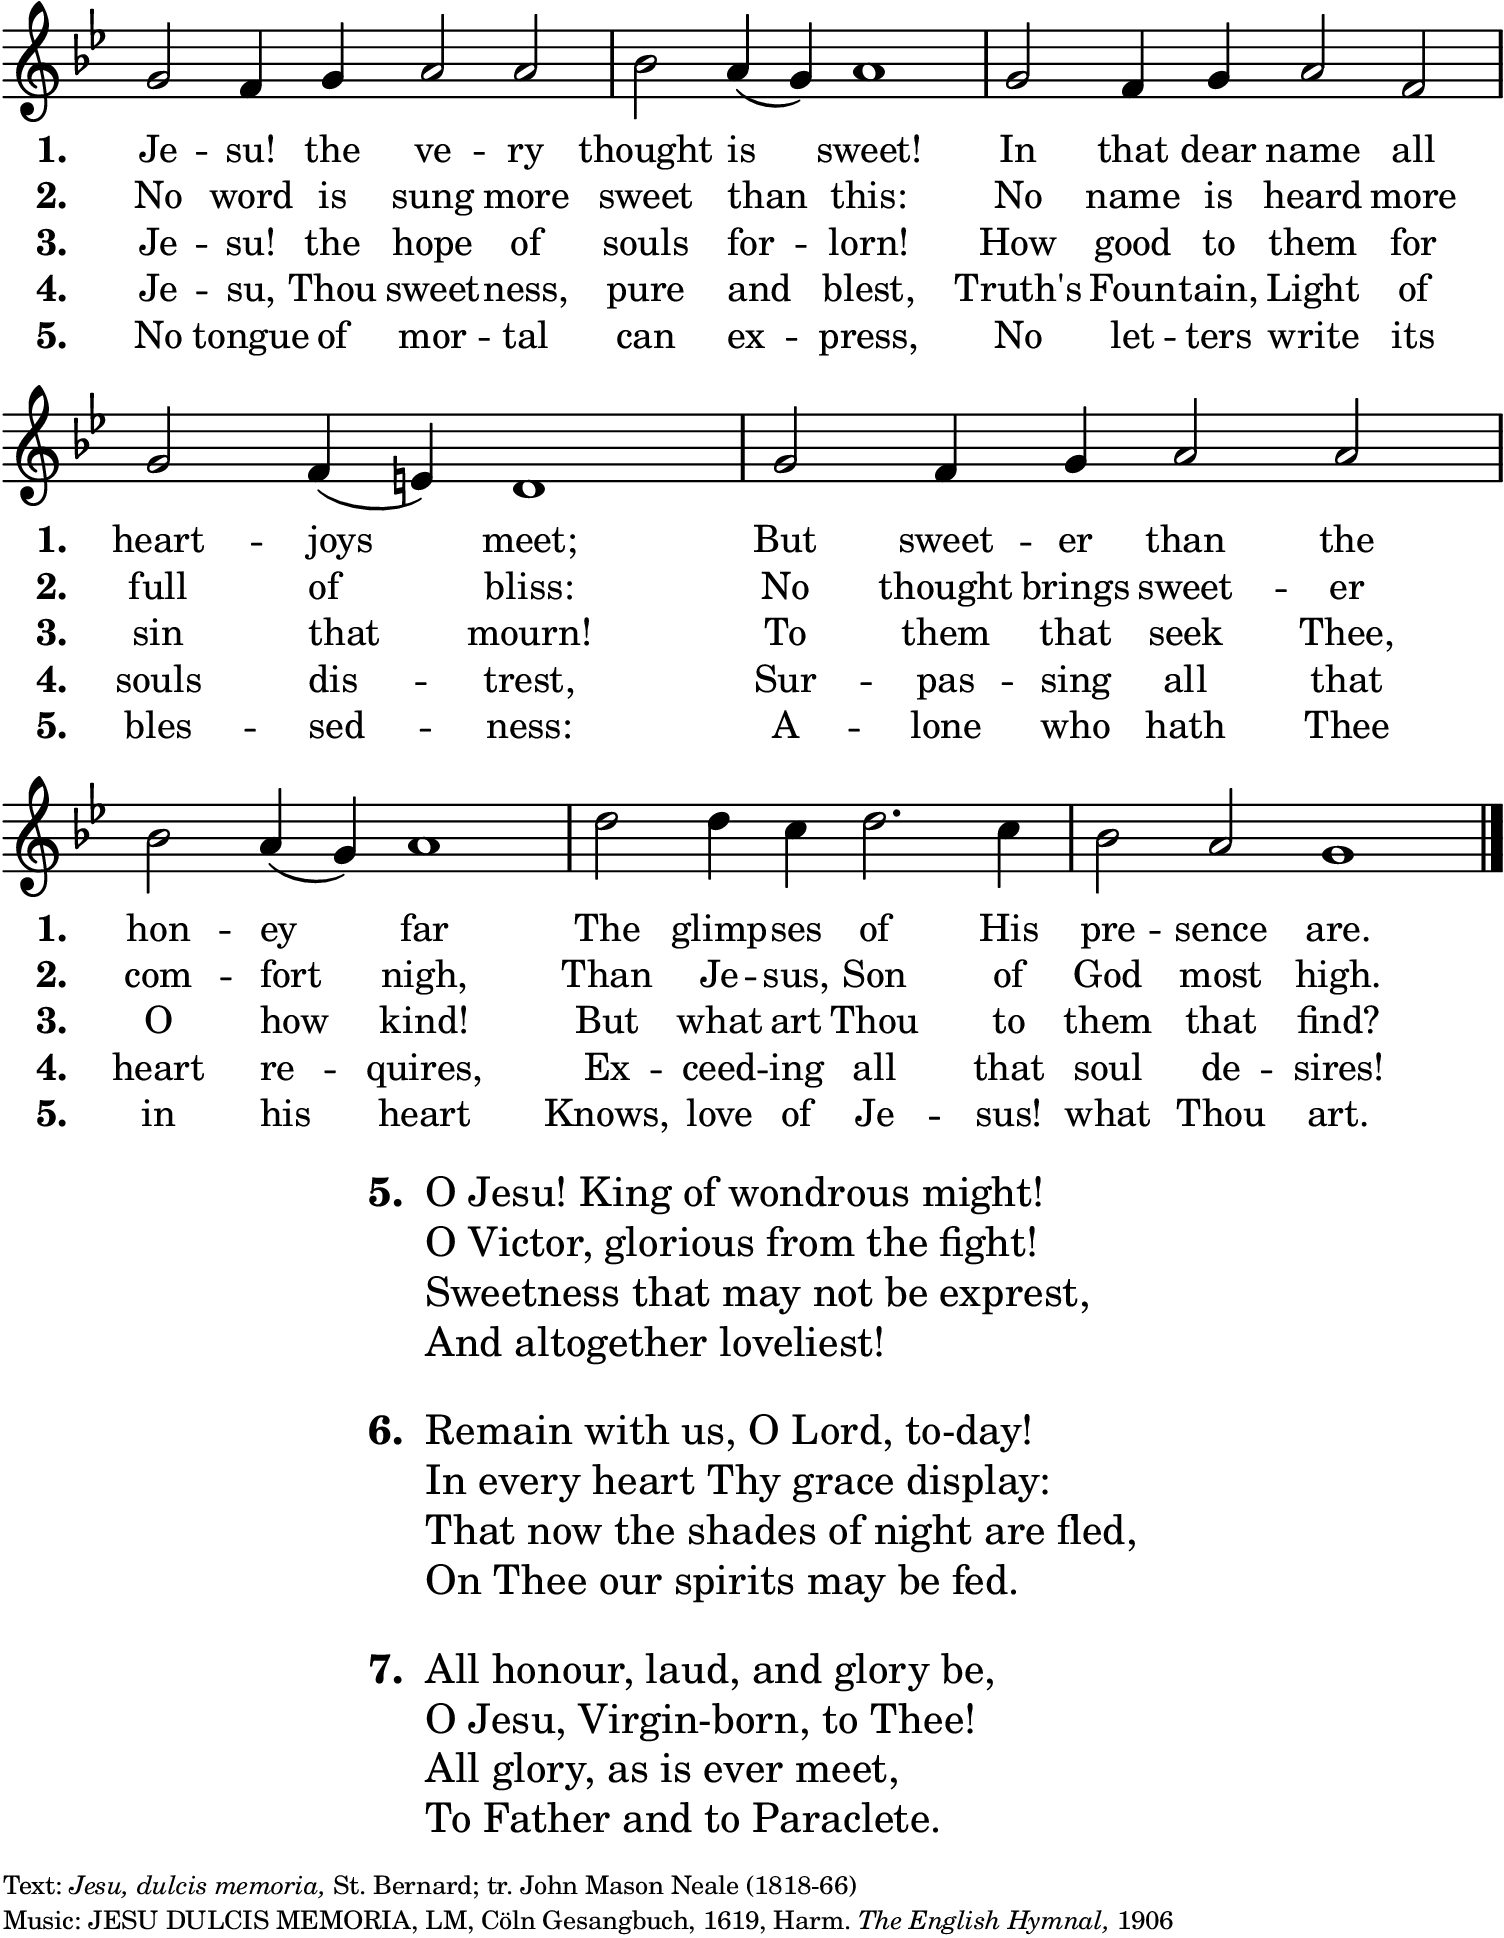 1. Je - su! the ve - ry thought is sweet! In that dear name all
2. No word is sung more sweet than this: No name is heard more
3. Je - su! the hope of souls for - lorn! How good to them for
4. Je - su, Thou sweet-ness, pure and blest, Truth's Foun-tain, Light of
5. No tongue of mor - tal can ex - press, No let - ters write its
1. heart - joys meet; But sweet - er than the
2. full of bliss: No thought brings sweet - er
3. sin that mourn! To them that seek Thee,
4. souls dis - trest, Sur - pas - sing all that
5. bles - sed - ness: A - lone who hath Thee
1. hon - ey far The glimp-ses of His pre - sence are.
2. com - fort nigh, Than Je - sus, Son of God most high.
3. O how kind! But what art Thou to them that find?
4. heart re - quires, Ex - ceed - ing all that soul de - sires!
5. in his heart Knows, love of Je - sus! what Thou art.
5. O Jesu! King of wondrous might!
O Victor, glorious from the fight!
Sweetness that may not be exprest,
And altogether loveliest!
6. Remain with us, O Lord, to-day!
In every heart Thy grace display:
That now the shades of night are fled,
On Thee our spirits may be fed.
7. All honour, laud, and glory be,
O Jesu, Virgin-born, to Thee!
All glory, as is ever meet,
To Father and to Paraclete.
Text: Jesu, dulcis memoria, St. Bernard; tr. John Mason Neale (1818-66)
Music: JESU DULCIS MEMORIA, LM, Cöln Gesangbuch, 1619, Harm. The English Hymnal, 1906